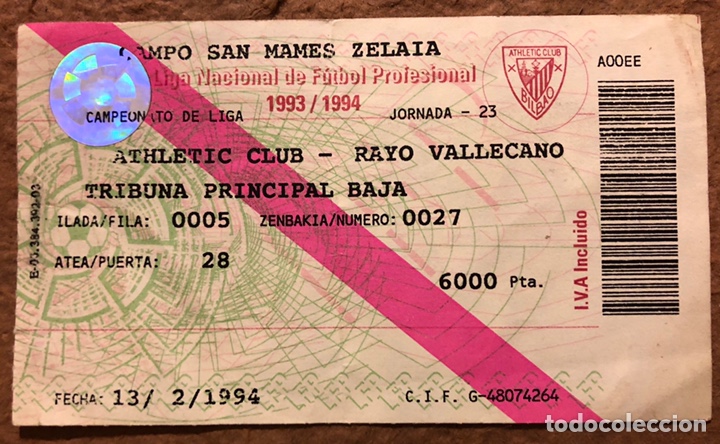 CAMPO SAN MAMES ZELAIA
Liga Nacional de Fútbol Profesional
1993/1994
CAMPEONATO DE LIGA JORNADA - 23
ATHLETIC CLUB
BILBAO
A00EE
ATHLETIC CLUB - RAYO VALLECANO
TRIBUNA PRINCIPAL BAJA
ILADA/FILA: 0005 ZENBAKIA/NUMERO: 0027
ATEA/PUERTA: 28
6000 Pta.
I.V.A Incluido
FECHA: 13/ 2/1994 C.I.F. G-48074264
todocoleccion